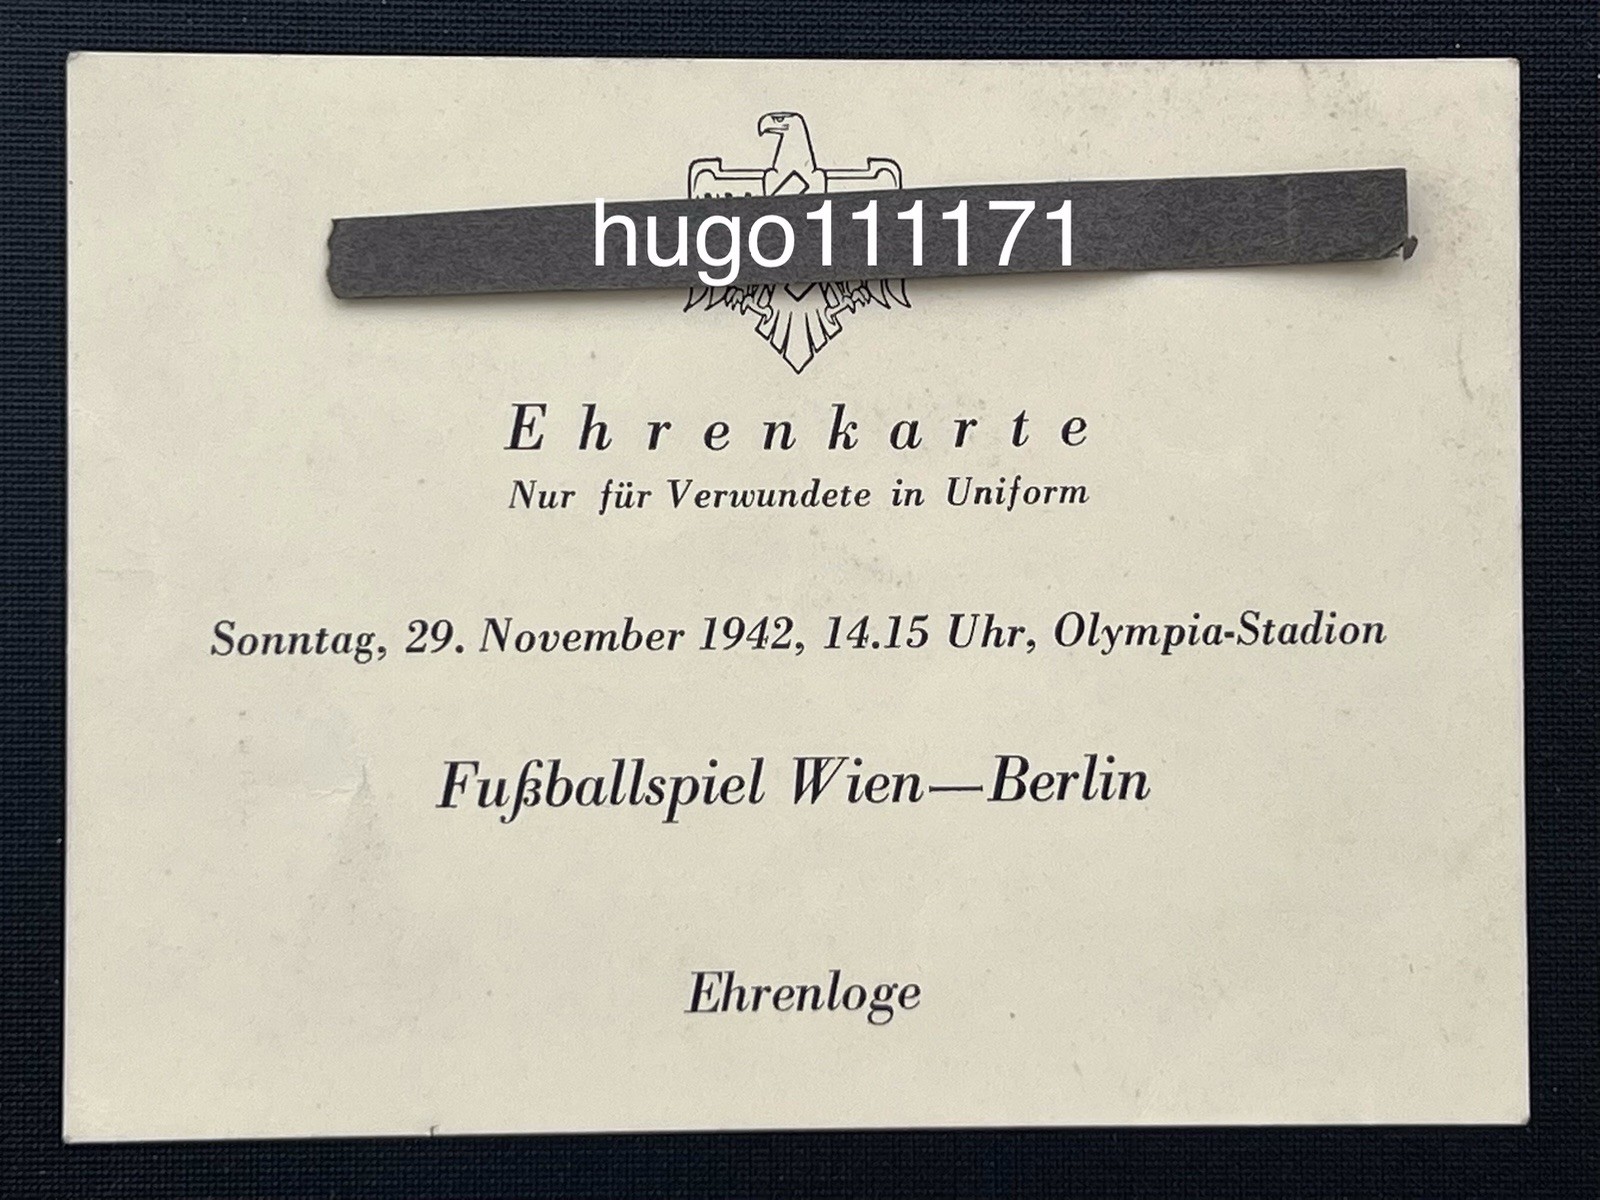 hugo111171
Ehrenkarte
Nur für Verwundete in Uniform
Sonntag, 29. November 1942, 14.15 Uhr, Olympia-Stadion
Fußballspiel Wien—Berlin
Ehrenloge